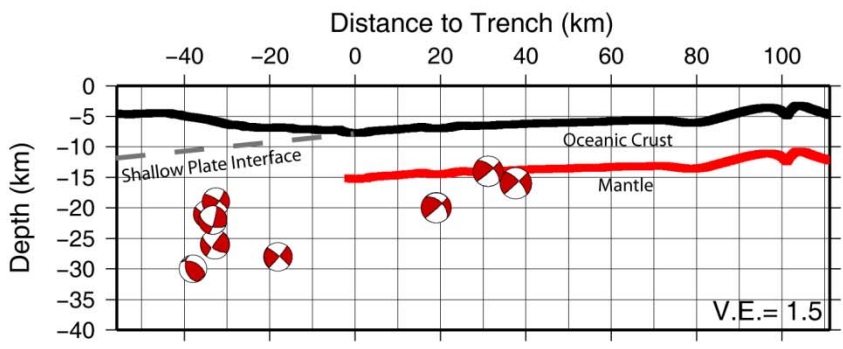 Distance to Trench (km)
−40 −20 0 20 40 60 80 100
Depth (km)
0
−5
−10
−15
−20
−25
−30
−35
−40
Oceanic Crust
Shallow Plate Interface
Mantle
V.E.= 1.5